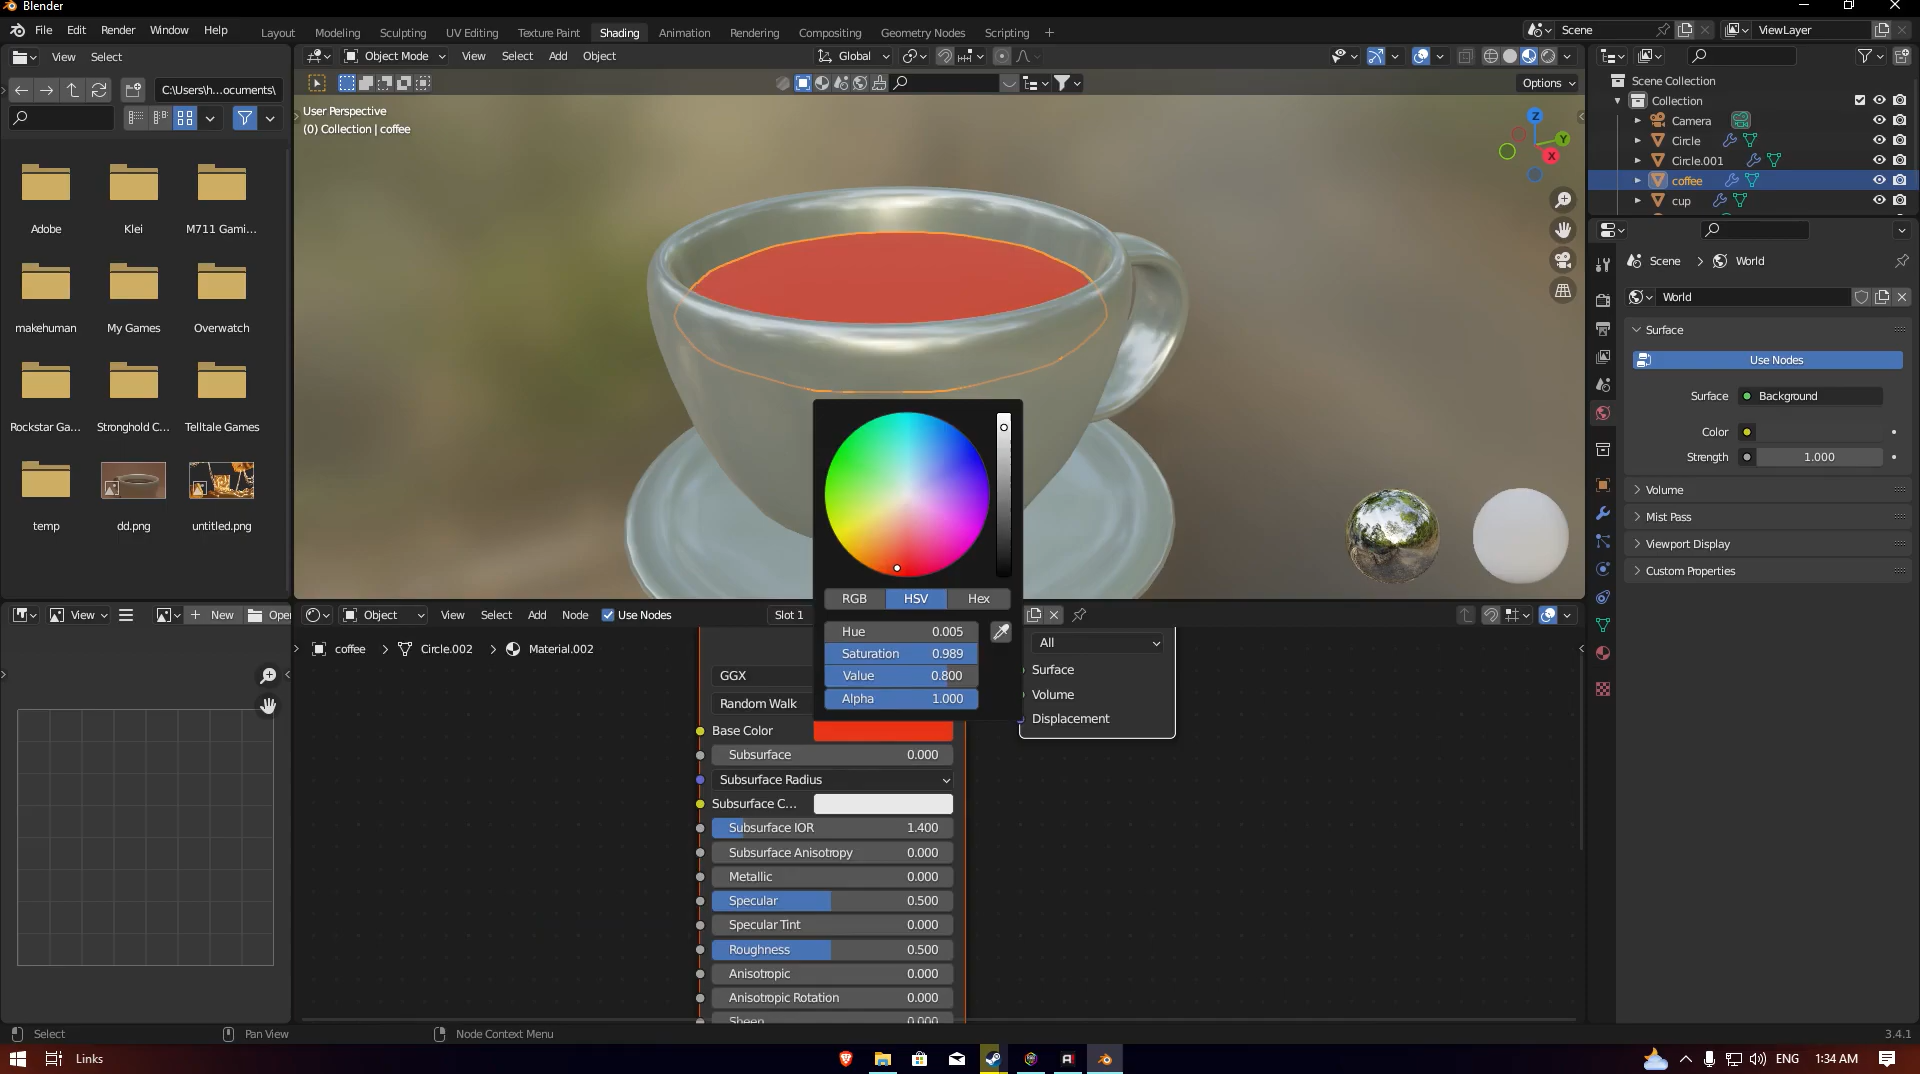 Blender
File Edit Render Window Help
Layout Modeling Sculpting UV Editing Texture Paint Shading Animation Rendering Compositing Geometry Nodes Scripting +
Scene
ViewLayer
View Select
C:\Users\h...ocuments\
Adobe Klei M711 Gami...
makehuman My Games Overwatch
Rockstar Ga... Stronghold C... Telltale Games
temp dd.png untitled.png
Object Mode View Select Add Object
Global
Options
User Perspective
(0) Collection | coffee
Z
Y
X
Scene Collection
Collection
Camera
Circle
Circle.001
coffee
cup
Scene > World
World
Surface
Use Nodes
Surface Background
Color
Strength 1.000
Volume
Mist Pass
Viewport Display
Custom Properties
RGB HSV Hex
Hue 0.005
Saturation 0.989
Value 0.800
Alpha 1.000
View
+ New
Open
Object View Select Add Node Use Nodes Slot 1
coffee > Circle.002 > Material.002
GGX
Random Walk
Base Color
Subsurface 0.000
Subsurface Radius
Subsurface C...
Subsurface IOR 1.400
Subsurface Anisotropy 0.000
Metallic 0.000
Specular 0.500
Specular Tint 0.000
Roughness 0.500
Anisotropic 0.000
Anisotropic Rotation 0.000
Sheen 0.000
All
Surface
Volume
Displacement
Select Pan View Node Context Menu
3.4.1
Links
ENG 1:34 AM